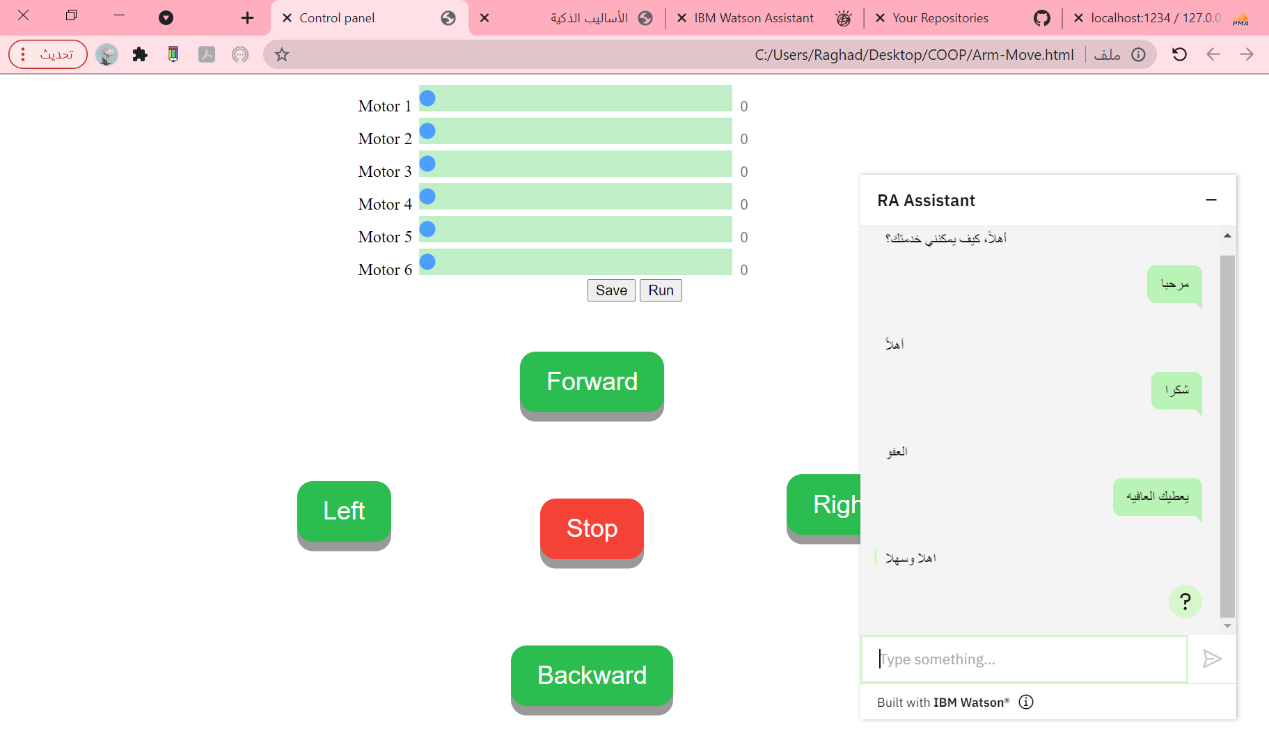 Control panel
الأساليب الذكية
IBM Watson Assistant
Your Repositories
localhost:1234 / 127.0.0
PMA
تحديث
C:/Users/Raghad/Desktop/COOP/Arm-Move.html
ملف
Motor 1 0
Motor 2 0
Motor 3 0
Motor 4 0
Motor 5 0
Motor 6 0
Save Run
Forward
Left
Stop
Righ
Backward
RA Assistant
أهلاً، كيف يمكنني خدمتك؟
مرحبا
أهلاً
شكرا
العفو
يعطيك العافيه
اهلا وسهلا
?
Type something...
Built with IBM Watson®